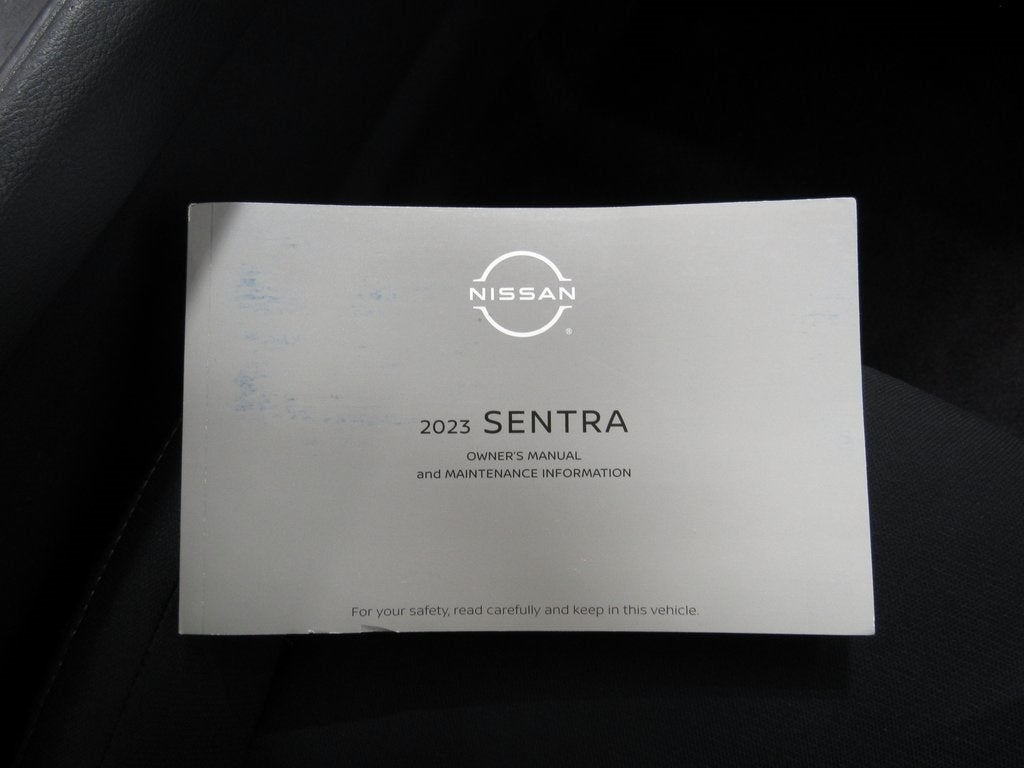 NISSAN
®
2023 SENTRA
OWNER'S MANUAL
and MAINTENANCE INFORMATION
For your safety, read carefully and keep in this vehicle.